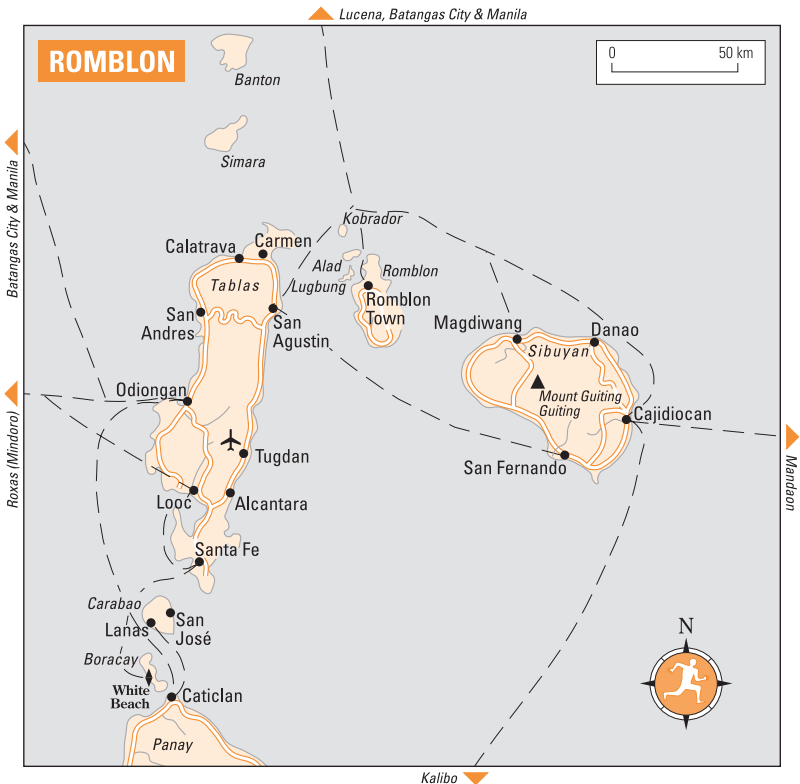 Lucena, Batangas City & Manila
ROMBLON
0
50 km
Banton
Simara
Batangas City & Manila
Kobrador
Calatrava
Carmen
Alad
Romblon
Tablas
Lugbung
Romblon
Town
San
Andres
San
Agustin
Magdiwang
Danao
Sibuyan
Mount Guiting
Guiting
Odiongan
Cajidiocan
Roxas (Mindoro)
Tugdan
San Fernando
Mandaon
Looc
Alcantara
Santa Fe
Carabao
San
José
Lanas
Boracay
White
Beach
Caticlan
N
Panay
Kalibo